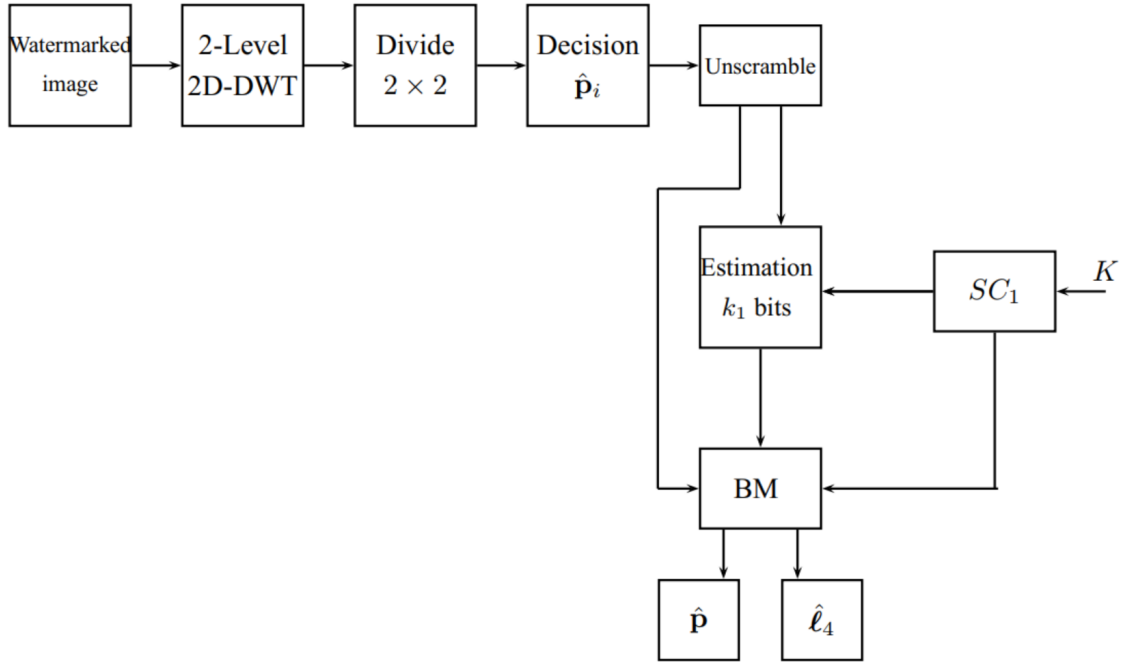 Watermarked
image
2-Level
2D-DWT
Divide
2 × 2
Decision
p̂ᵢ
Unscramble
Estimation
k₁ bits
SC₁
K
BM
p̂
ℓ̂₄